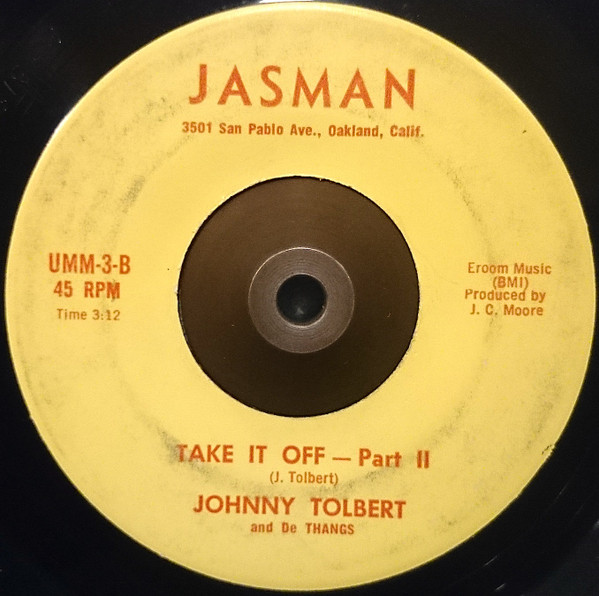 JASMAN
3501 San Pablo Ave., Oakland, Calif.
UMM-3-B
45 RPM
Time 3:12
Eroom Music
(BMI)
Produced by
J. C. Moore
TAKE IT OFF — Part II
(J. Tolbert)
JOHNNY TOLBERT
and De THANGS